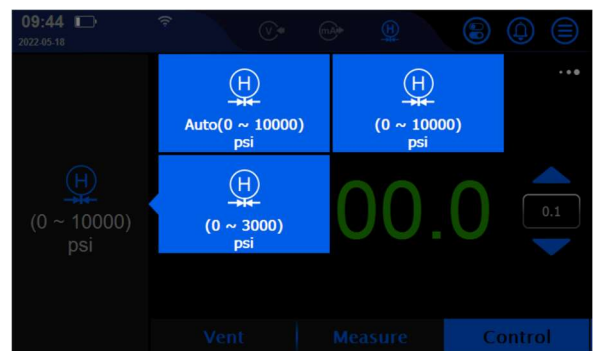 09:44
2022-05-18
V
mA
H
H
Auto(0 ~ 10000)
psi
H
(0 ~ 10000)
psi
H
(0 ~ 10000)
psi
H
(0 ~ 3000)
psi
00.0
0.1
Vent
Measure
Control